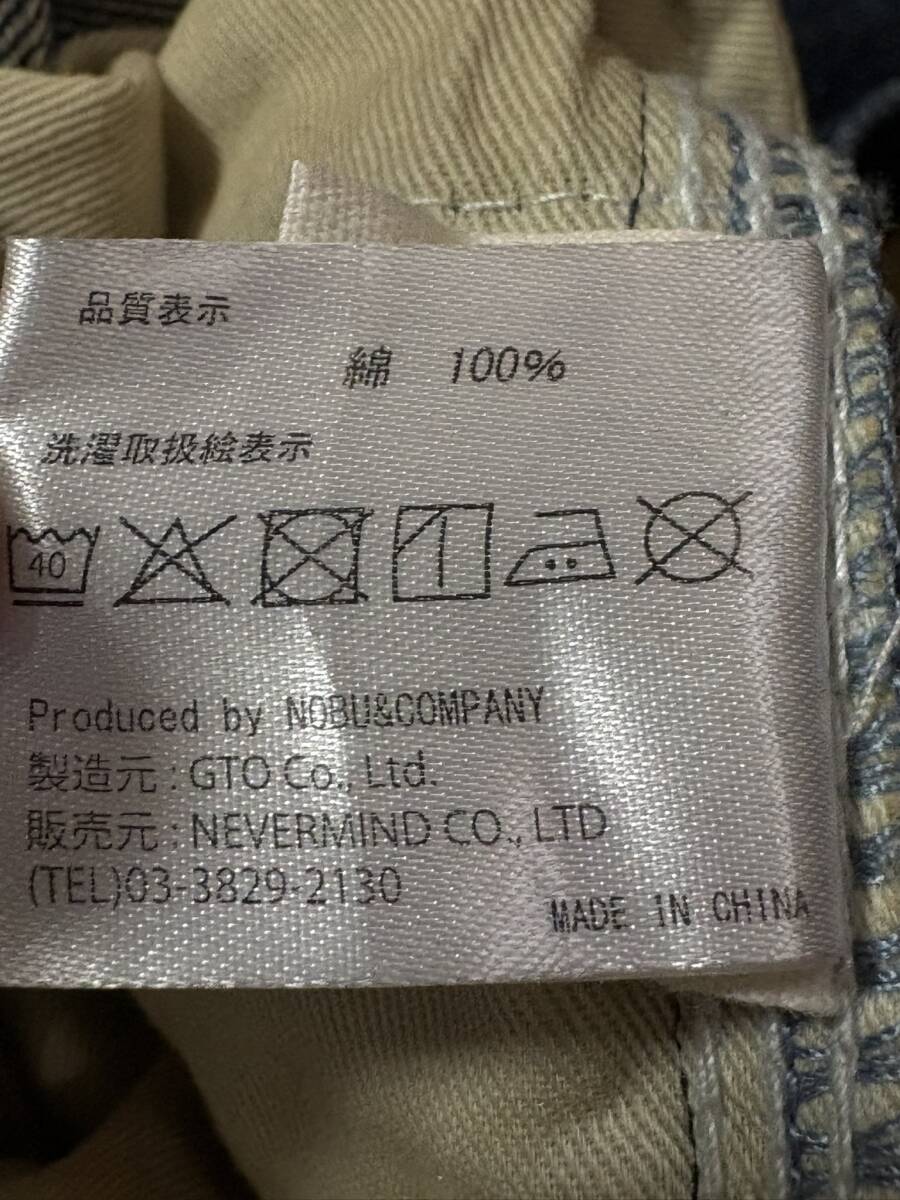 品質表示
綿 100%
洗濯取扱絵表示
40
Produced by NOBU&COMPANY
製造元:GTO Co., Ltd.
販売元:NEVERMIND CO., LTD
(TEL)03-3829-2130
MADE IN CHINA